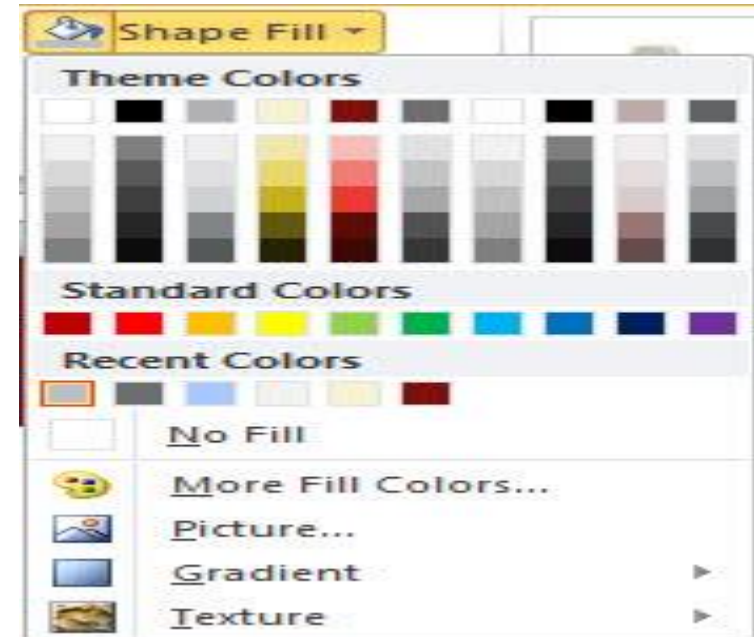 Shape Fill
Theme Colors
Standard Colors
Recent Colors
No Fill
More Fill Colors...
Picture...
Gradient
Texture